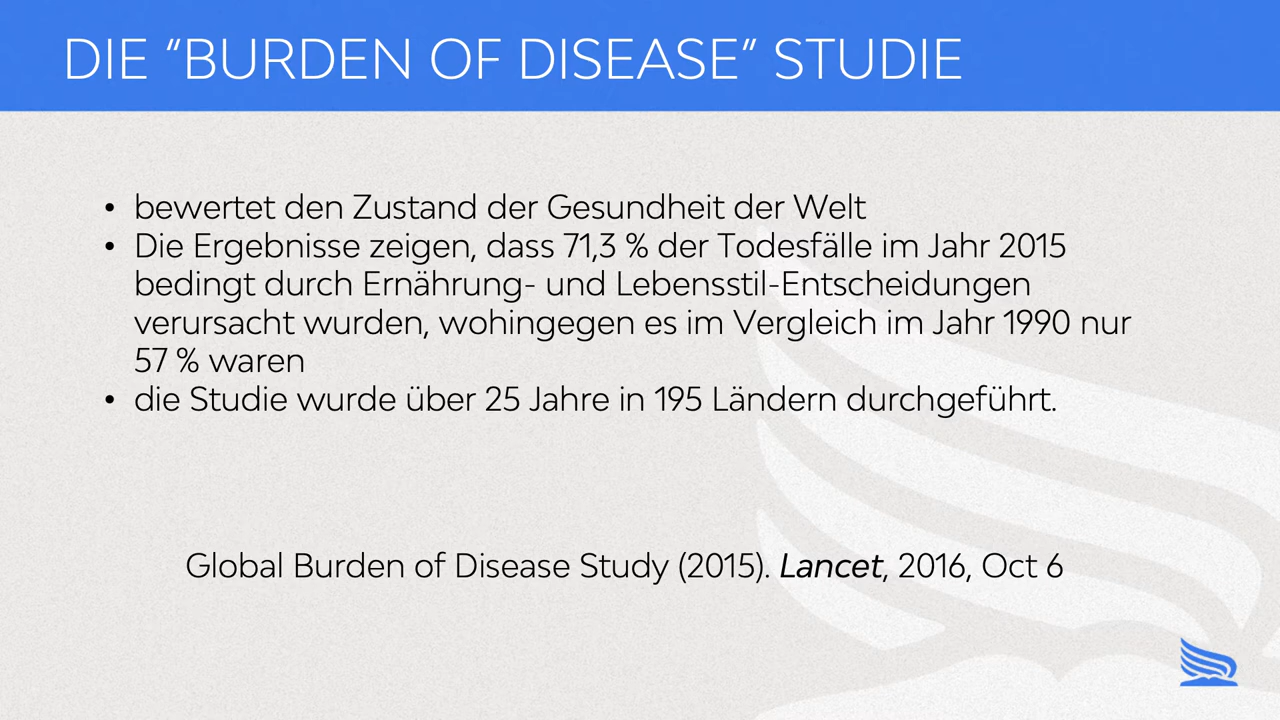 DIE “BURDEN OF DISEASE” STUDIE
• bewertet den Zustand der Gesundheit der Welt
• Die Ergebnisse zeigen, dass 71,3 % der Todesfälle im Jahr 2015
bedingt durch Ernährung- und Lebensstil-Entscheidungen
verursacht wurden, wohingegen es im Vergleich im Jahr 1990 nur
57 % waren
• die Studie wurde über 25 Jahre in 195 Ländern durchgeführt.
Global Burden of Disease Study (2015). Lancet, 2016, Oct 6